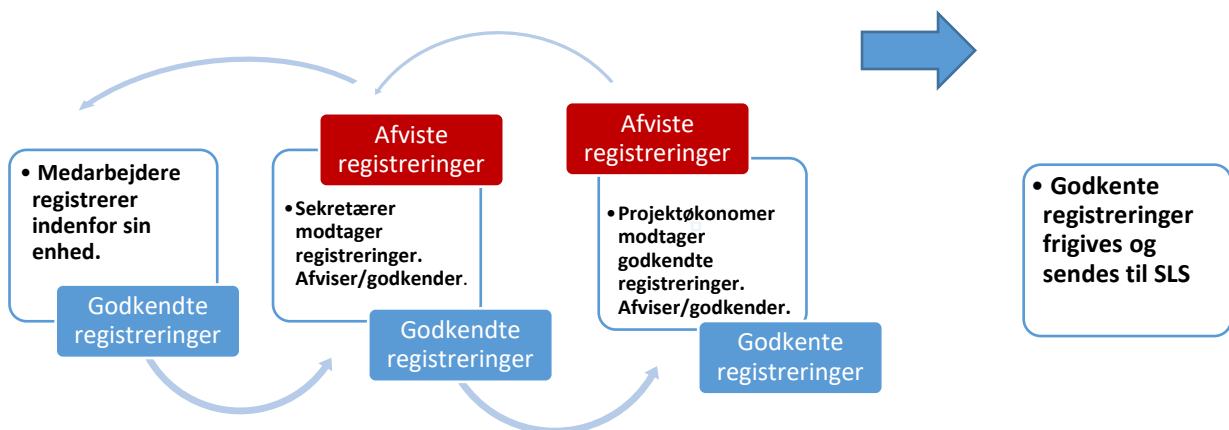 • Medarbejdere
registrerer
indenfor sin
enhed.
Godkendte
registreringer
Afviste
registreringer
•Sekretærer
modtager
registreringer.
Afviser/godkender.
Godkendte
registreringer
Afviste
registreringer
•Projektøkonomer
modtager
godkendte
registreringer.
Afviser/godkender.
Godkente
registreringer
• Godkente
registreringer
frigives og
sendes til SLS